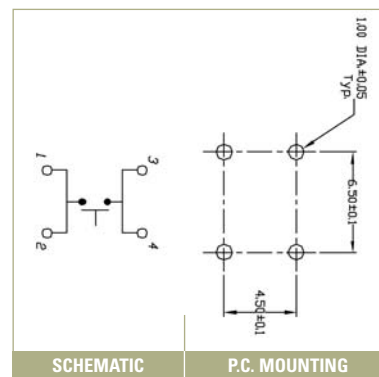 1.00 DIA.±0.05
Typ.
6.50±0.1
4.50±0.1
1
3
2
4
SCHEMATIC
P.C. MOUNTING